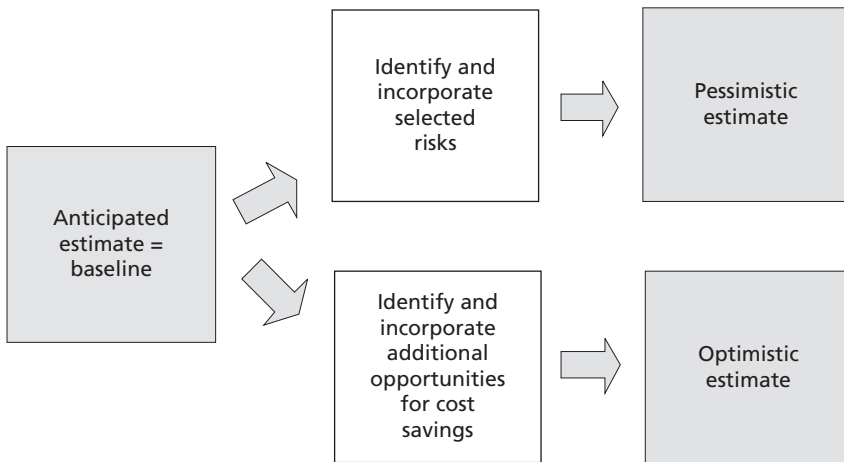 Anticipated
estimate =
baseline
Identify and
incorporate
selected
risks
Pessimistic
estimate
Identify and
incorporate
additional
opportunities
for cost
savings
Optimistic
estimate